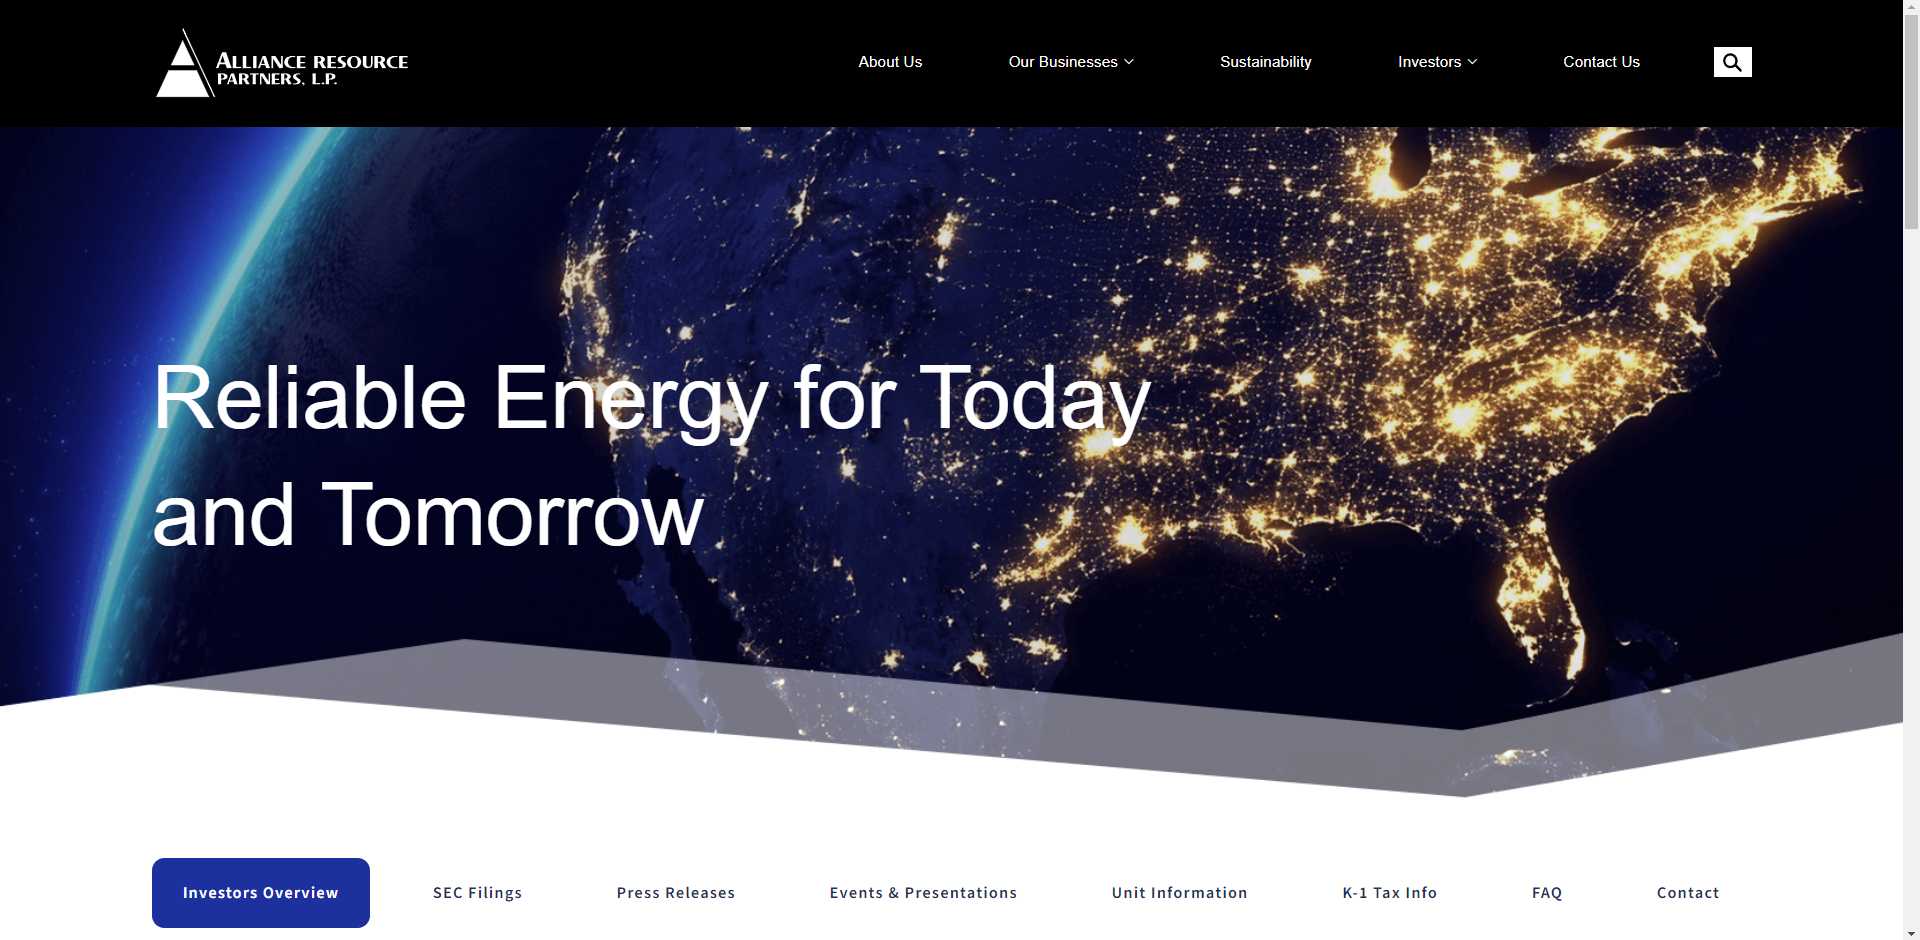 ALLIANCE RESOURCE
PARTNERS, L.P.
About Us
Our Businesses
Sustainability
Investors
Contact Us
Reliable Energy for Today
and Tomorrow
Investors Overview
SEC Filings
Press Releases
Events & Presentations
Unit Information
K-1 Tax Info
FAQ
Contact